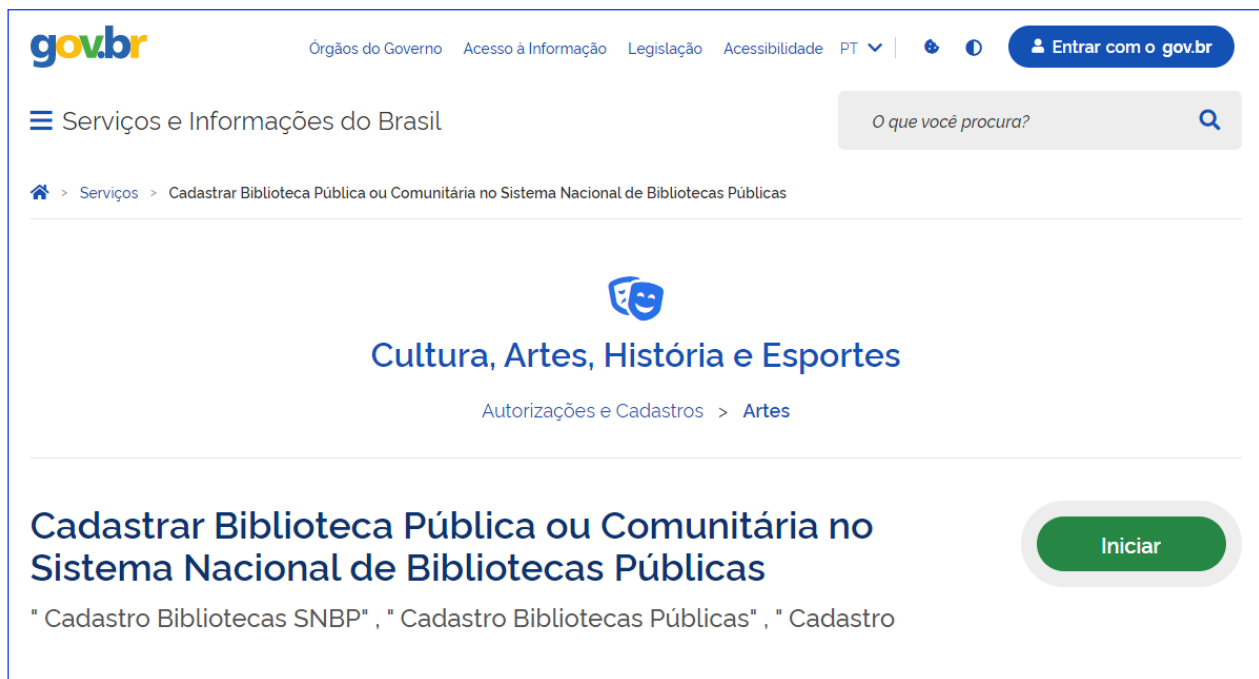 gov.br
Órgãos do Governo Acesso à Informação Legislação Acessibilidade PT
Entrar com o gov.br
Serviços e Informações do Brasil
O que você procura?
> Serviços > Cadastrar Biblioteca Pública ou Comunitária no Sistema Nacional de Bibliotecas Públicas
Cultura, Artes, História e Esportes
Autorizações e Cadastros > Artes
Cadastrar Biblioteca Pública ou Comunitária no
Sistema Nacional de Bibliotecas Públicas
Iniciar
" Cadastro Bibliotecas SNBP" , " Cadastro Bibliotecas Públicas" , " Cadastro